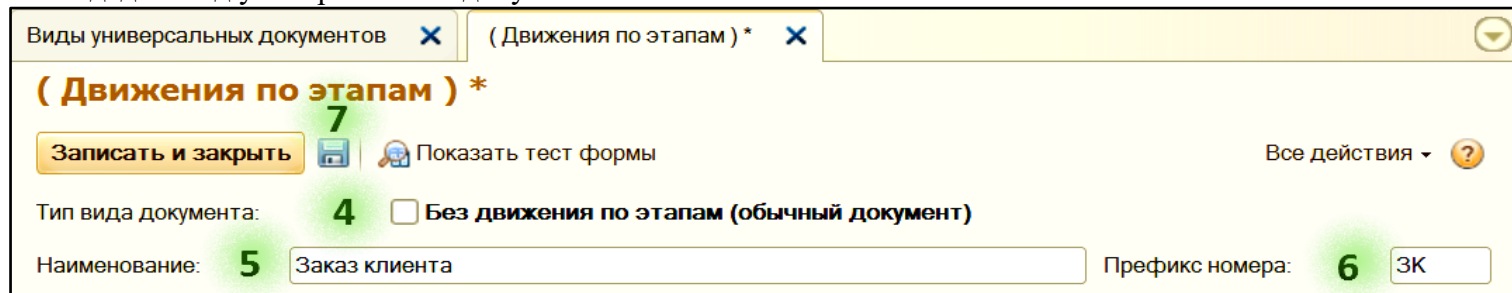 Виды универсальных документов
( Движения по этапам ) *
( Движения по этапам ) *
7
Записать и закрыть Показать тест формы Все действия ?
Тип вида документа: 4 Без движения по этапам (обычный документ)
Наименование: 5 Заказ клиента Префикс номера: 6 ЗК